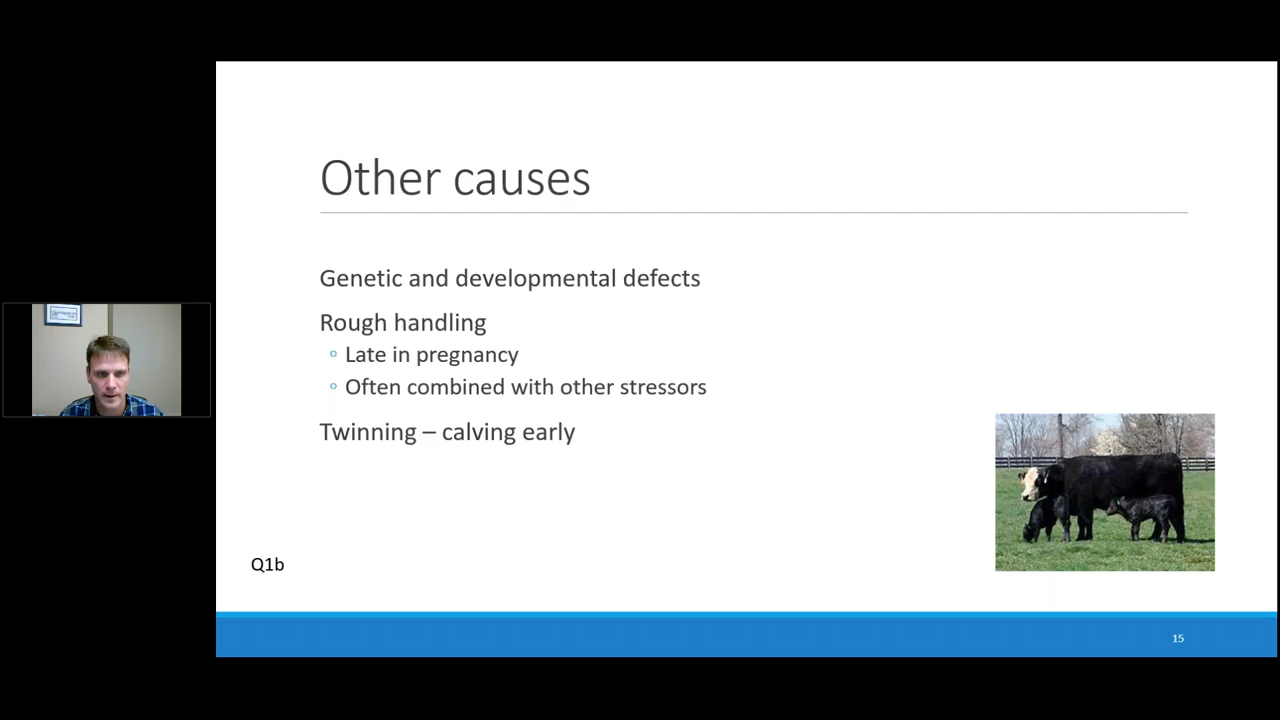 Other causes
Genetic and developmental defects
Rough handling
◦ Late in pregnancy
◦ Often combined with other stressors
Twinning – calving early
Q1b
15